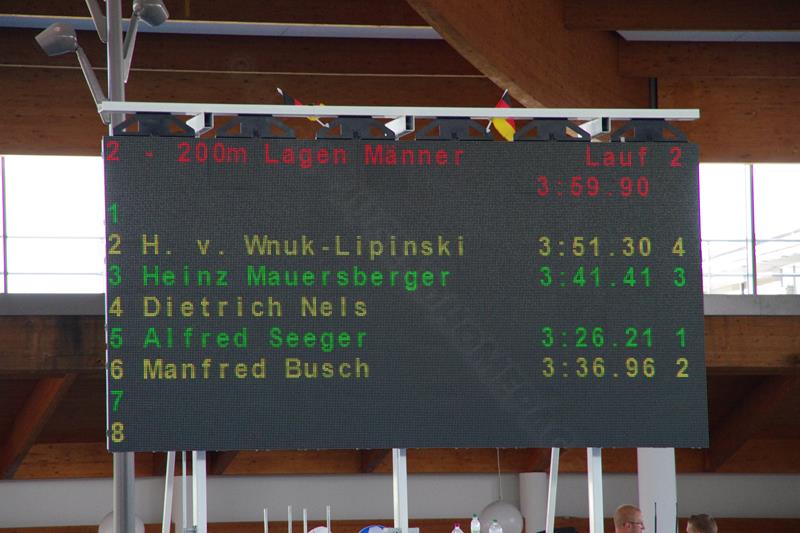 2 - 200m Lagen Männer Lauf 2
3:59.90
1
2 H. v. Wnuk-Lipinski 3:51.30 4
3 Heinz Mauersberger 3:41.41 3
4 Dietrich Nels
5 Alfred Seeger 3:26.21 1
6 Manfred Busch 3:36.96 2
7
8